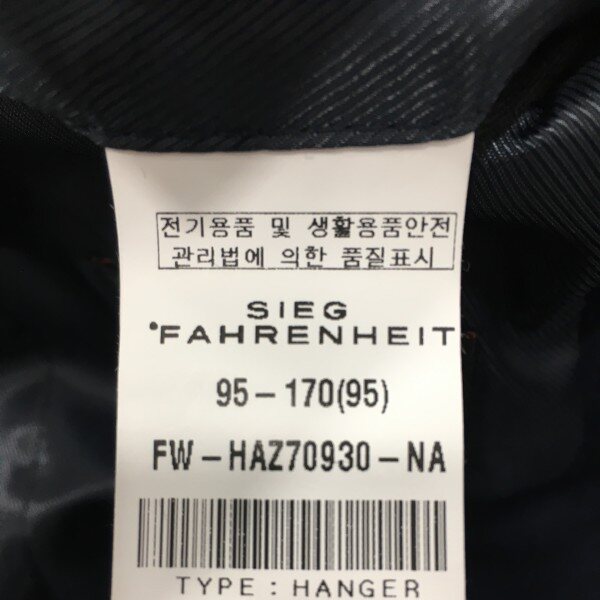 전기용품 및 생활용품안전
관리법에 의한 품질표시
SIEG
°FAHRENHEIT
95-170(95)
FW-HAZ70930-NA
TYPE : HANGER